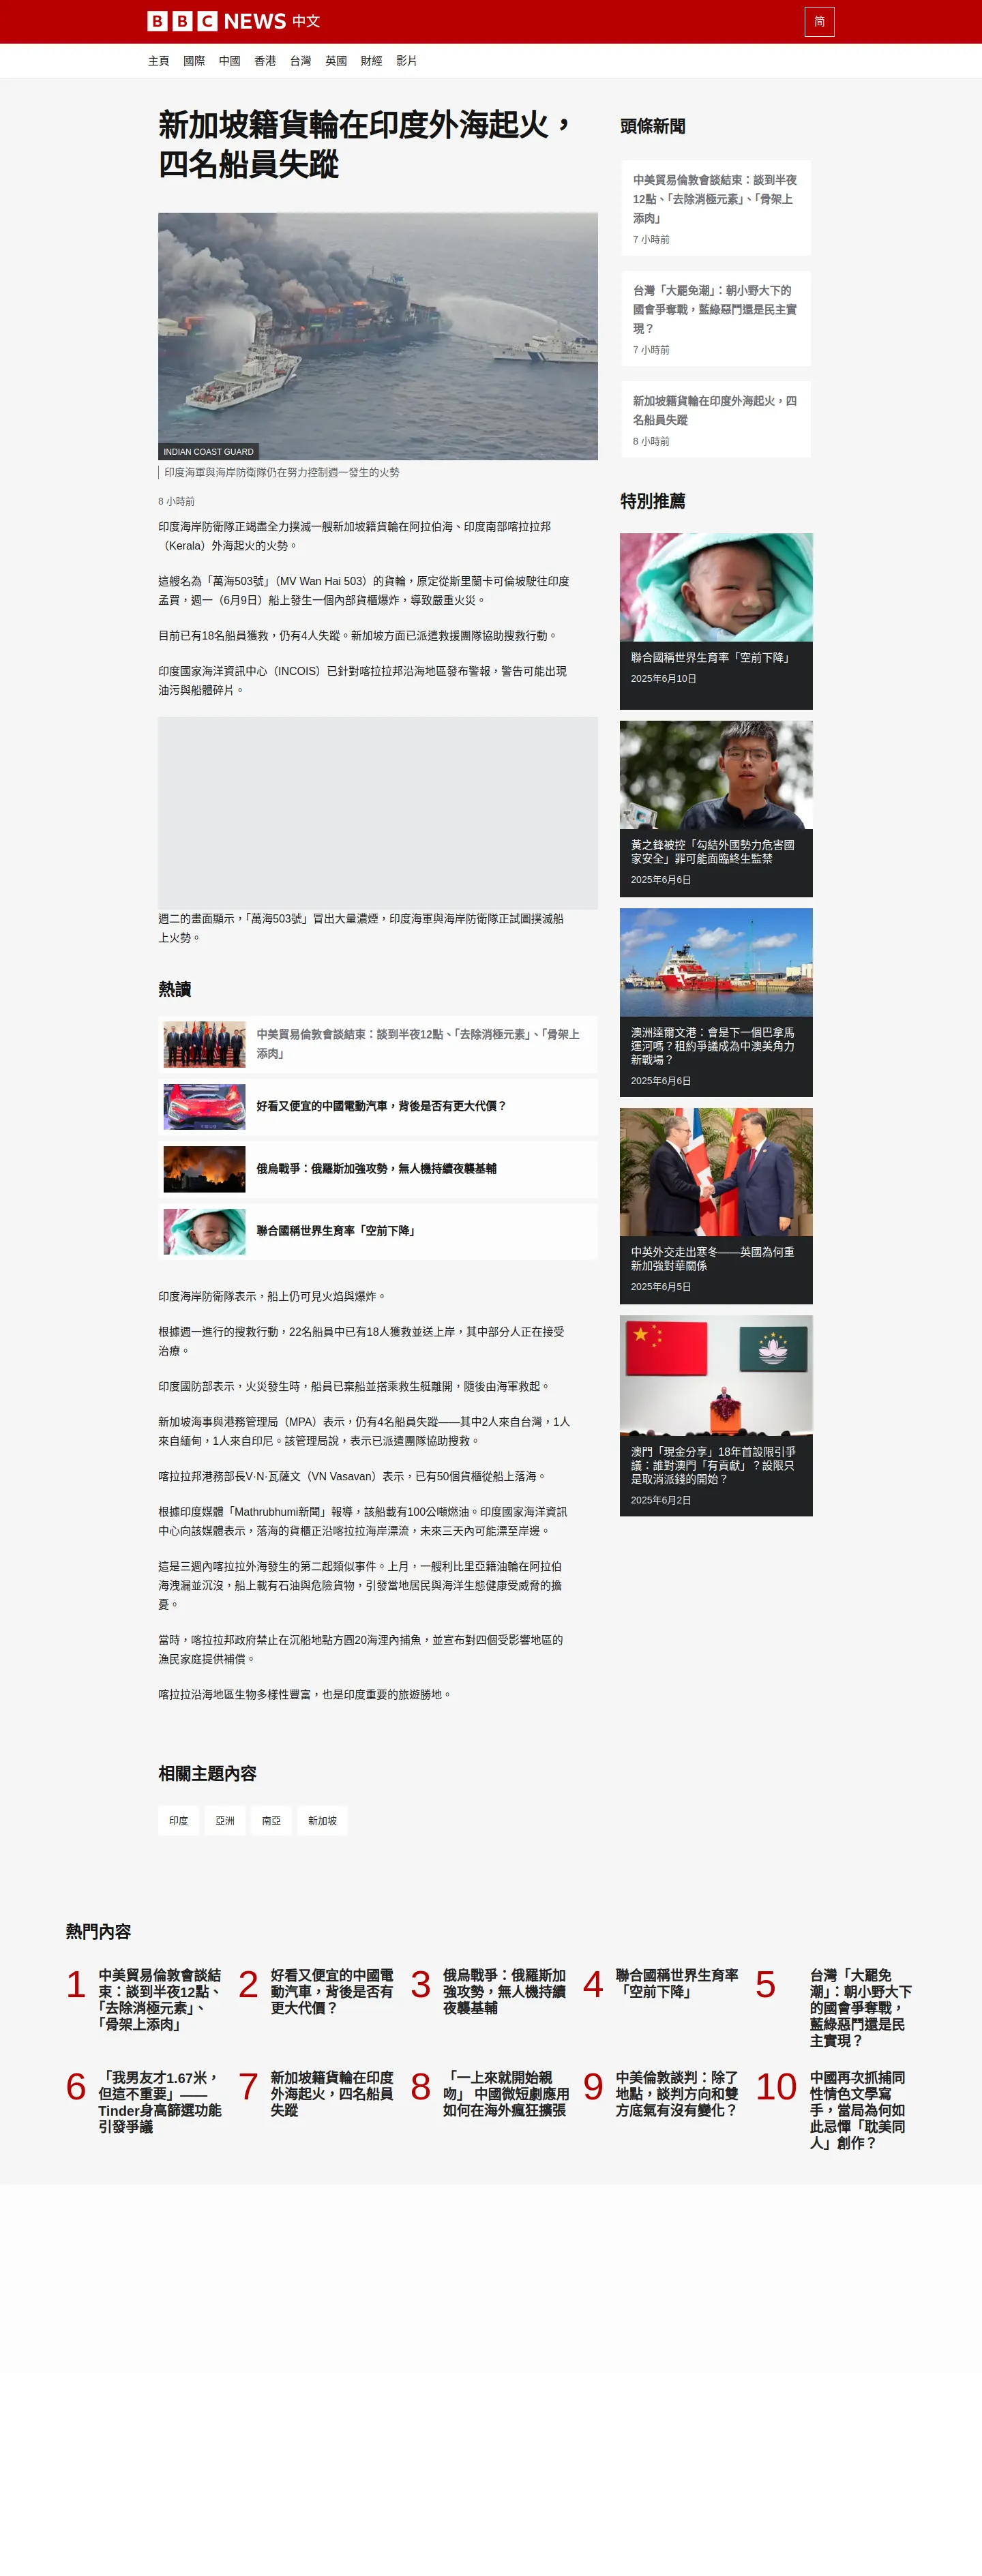 BBC NEWS 中文
简
主頁 國際 中國 香港 台灣 英國 財經 影片
新加坡籍貨輪在印度外海起火，
四名船員失蹤
INDIAN COAST GUARD
印度海軍與海岸防衛隊仍在努力控制週一發生的火勢
8 小時前
印度海岸防衛隊正竭盡全力撲滅一艘新加坡籍貨輪在阿拉伯海、印度南部喀拉拉邦
（Kerala）外海起火的火勢。
這艘名為「萬海503號」（MV Wan Hai 503）的貨輪，原定從斯里蘭卡可倫坡駛往印度
孟買，週一（6月9日）船上發生一個內部貨櫃爆炸，導致嚴重火災。
目前已有18名船員獲救，仍有4人失蹤。新加坡方面已派遣救援團隊協助搜救行動。
印度國家海洋資訊中心（INCOIS）已針對喀拉拉邦沿海地區發布警報，警告可能出現
油污與船體碎片。
週二的畫面顯示，「萬海503號」冒出大量濃煙，印度海軍與海岸防衛隊正試圖撲滅船
上火勢。
熱讀
中美貿易倫敦會談結束：談到半夜12點、「去除消極元素」、「骨架上
添肉」
好看又便宜的中國電動汽車，背後是否有更大代價？
俄烏戰爭：俄羅斯加強攻勢，無人機持續夜襲基輔
聯合國稱世界生育率「空前下降」
印度海岸防衛隊表示，船上仍可見火焰與爆炸。
根據週一進行的搜救行動，22名船員中已有18人獲救並送上岸，其中部分人正在接受
治療。
印度國防部表示，火災發生時，船員已棄船並搭乘救生艇離開，隨後由海軍救起。
新加坡海事與港務管理局（MPA）表示，仍有4名船員失蹤——其中2人來自台灣，1人
來自緬甸，1人來自印尼。該管理局說，表示已派遣團隊協助搜救。
喀拉拉邦港務部長V·N·瓦薩文（VN Vasavan）表示，已有50個貨櫃從船上落海。
根據印度媒體「Mathrubhumi新聞」報導，該船載有100公噸燃油。印度國家海洋資訊
中心向該媒體表示，落海的貨櫃正沿喀拉拉海岸漂流，未來三天內可能漂至岸邊。
這是三週內喀拉拉外海發生的第二起類似事件。上月，一艘利比里亞籍油輪在阿拉伯
海洩漏並沉沒，船上載有石油與危險貨物，引發當地居民與海洋生態健康受威脅的擔
憂。
當時，喀拉拉邦政府禁止在沉船地點方圓20海浬內捕魚，並宣布對四個受影響地區的
漁民家庭提供補償。
喀拉拉沿海地區生物多樣性豐富，也是印度重要的旅遊勝地。
相關主題內容
印度 亞洲 南亞 新加坡
頭條新聞
中美貿易倫敦會談結束：談到半夜
12點、「去除消極元素」、「骨架上
添肉」
7 小時前
台灣「大罷免潮」：朝小野大下的
國會爭奪戰，藍綠惡鬥還是民主實
現？
7 小時前
新加坡籍貨輪在印度外海起火，四
名船員失蹤
8 小時前
特別推薦
聯合國稱世界生育率「空前下降」
2025年6月10日
黃之鋒被控「勾結外國勢力危害國
家安全」罪可能面臨終生監禁
2025年6月6日
澳洲達爾文港：會是下一個巴拿馬
運河嗎？租約爭議成為中澳美角力
新戰場？
2025年6月6日
中英外交走出寒冬——英國為何重
新加強對華關係
2025年6月5日
澳門「現金分享」18年首設限引爭
議：誰對澳門「有貢獻」？設限只
是取消派錢的開始？
2025年6月2日
熱門內容
1
中美貿易倫敦會談結
束：談到半夜12點、
「去除消極元素」、
「骨架上添肉」
2
好看又便宜的中國電
動汽車，背後是否有
更大代價？
3
俄烏戰爭：俄羅斯加
強攻勢，無人機持續
夜襲基輔
4
聯合國稱世界生育率
「空前下降」
5
台灣「大罷免
潮」：朝小野大下
的國會爭奪戰，
藍綠惡鬥還是民
主實現？
6
「我男友才1.67米，
但這不重要」——
Tinder身高篩選功能
引發爭議
7
新加坡籍貨輪在印度
外海起火，四名船員
失蹤
8
「一上來就開始親
吻」 中國微短劇應用
如何在海外瘋狂擴張
9
中美倫敦談判：除了
地點，談判方向和雙
方底氣有沒有變化？
10
中國再次抓捕同
性情色文學寫
手，當局為何如
此忌憚「耽美同
人」創作？